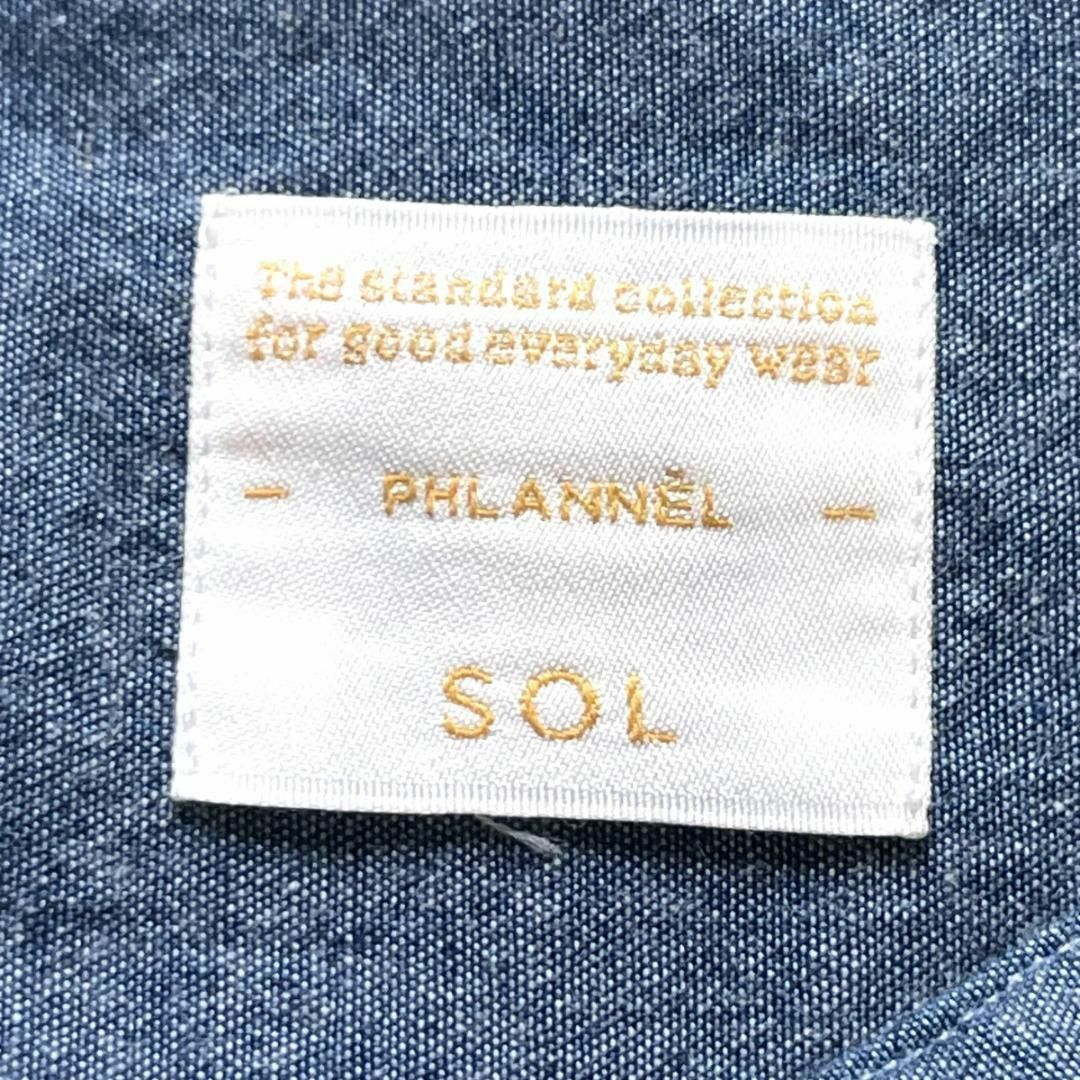 The standard collection
for good everyday wear
- PHLANNÈL -
SOL